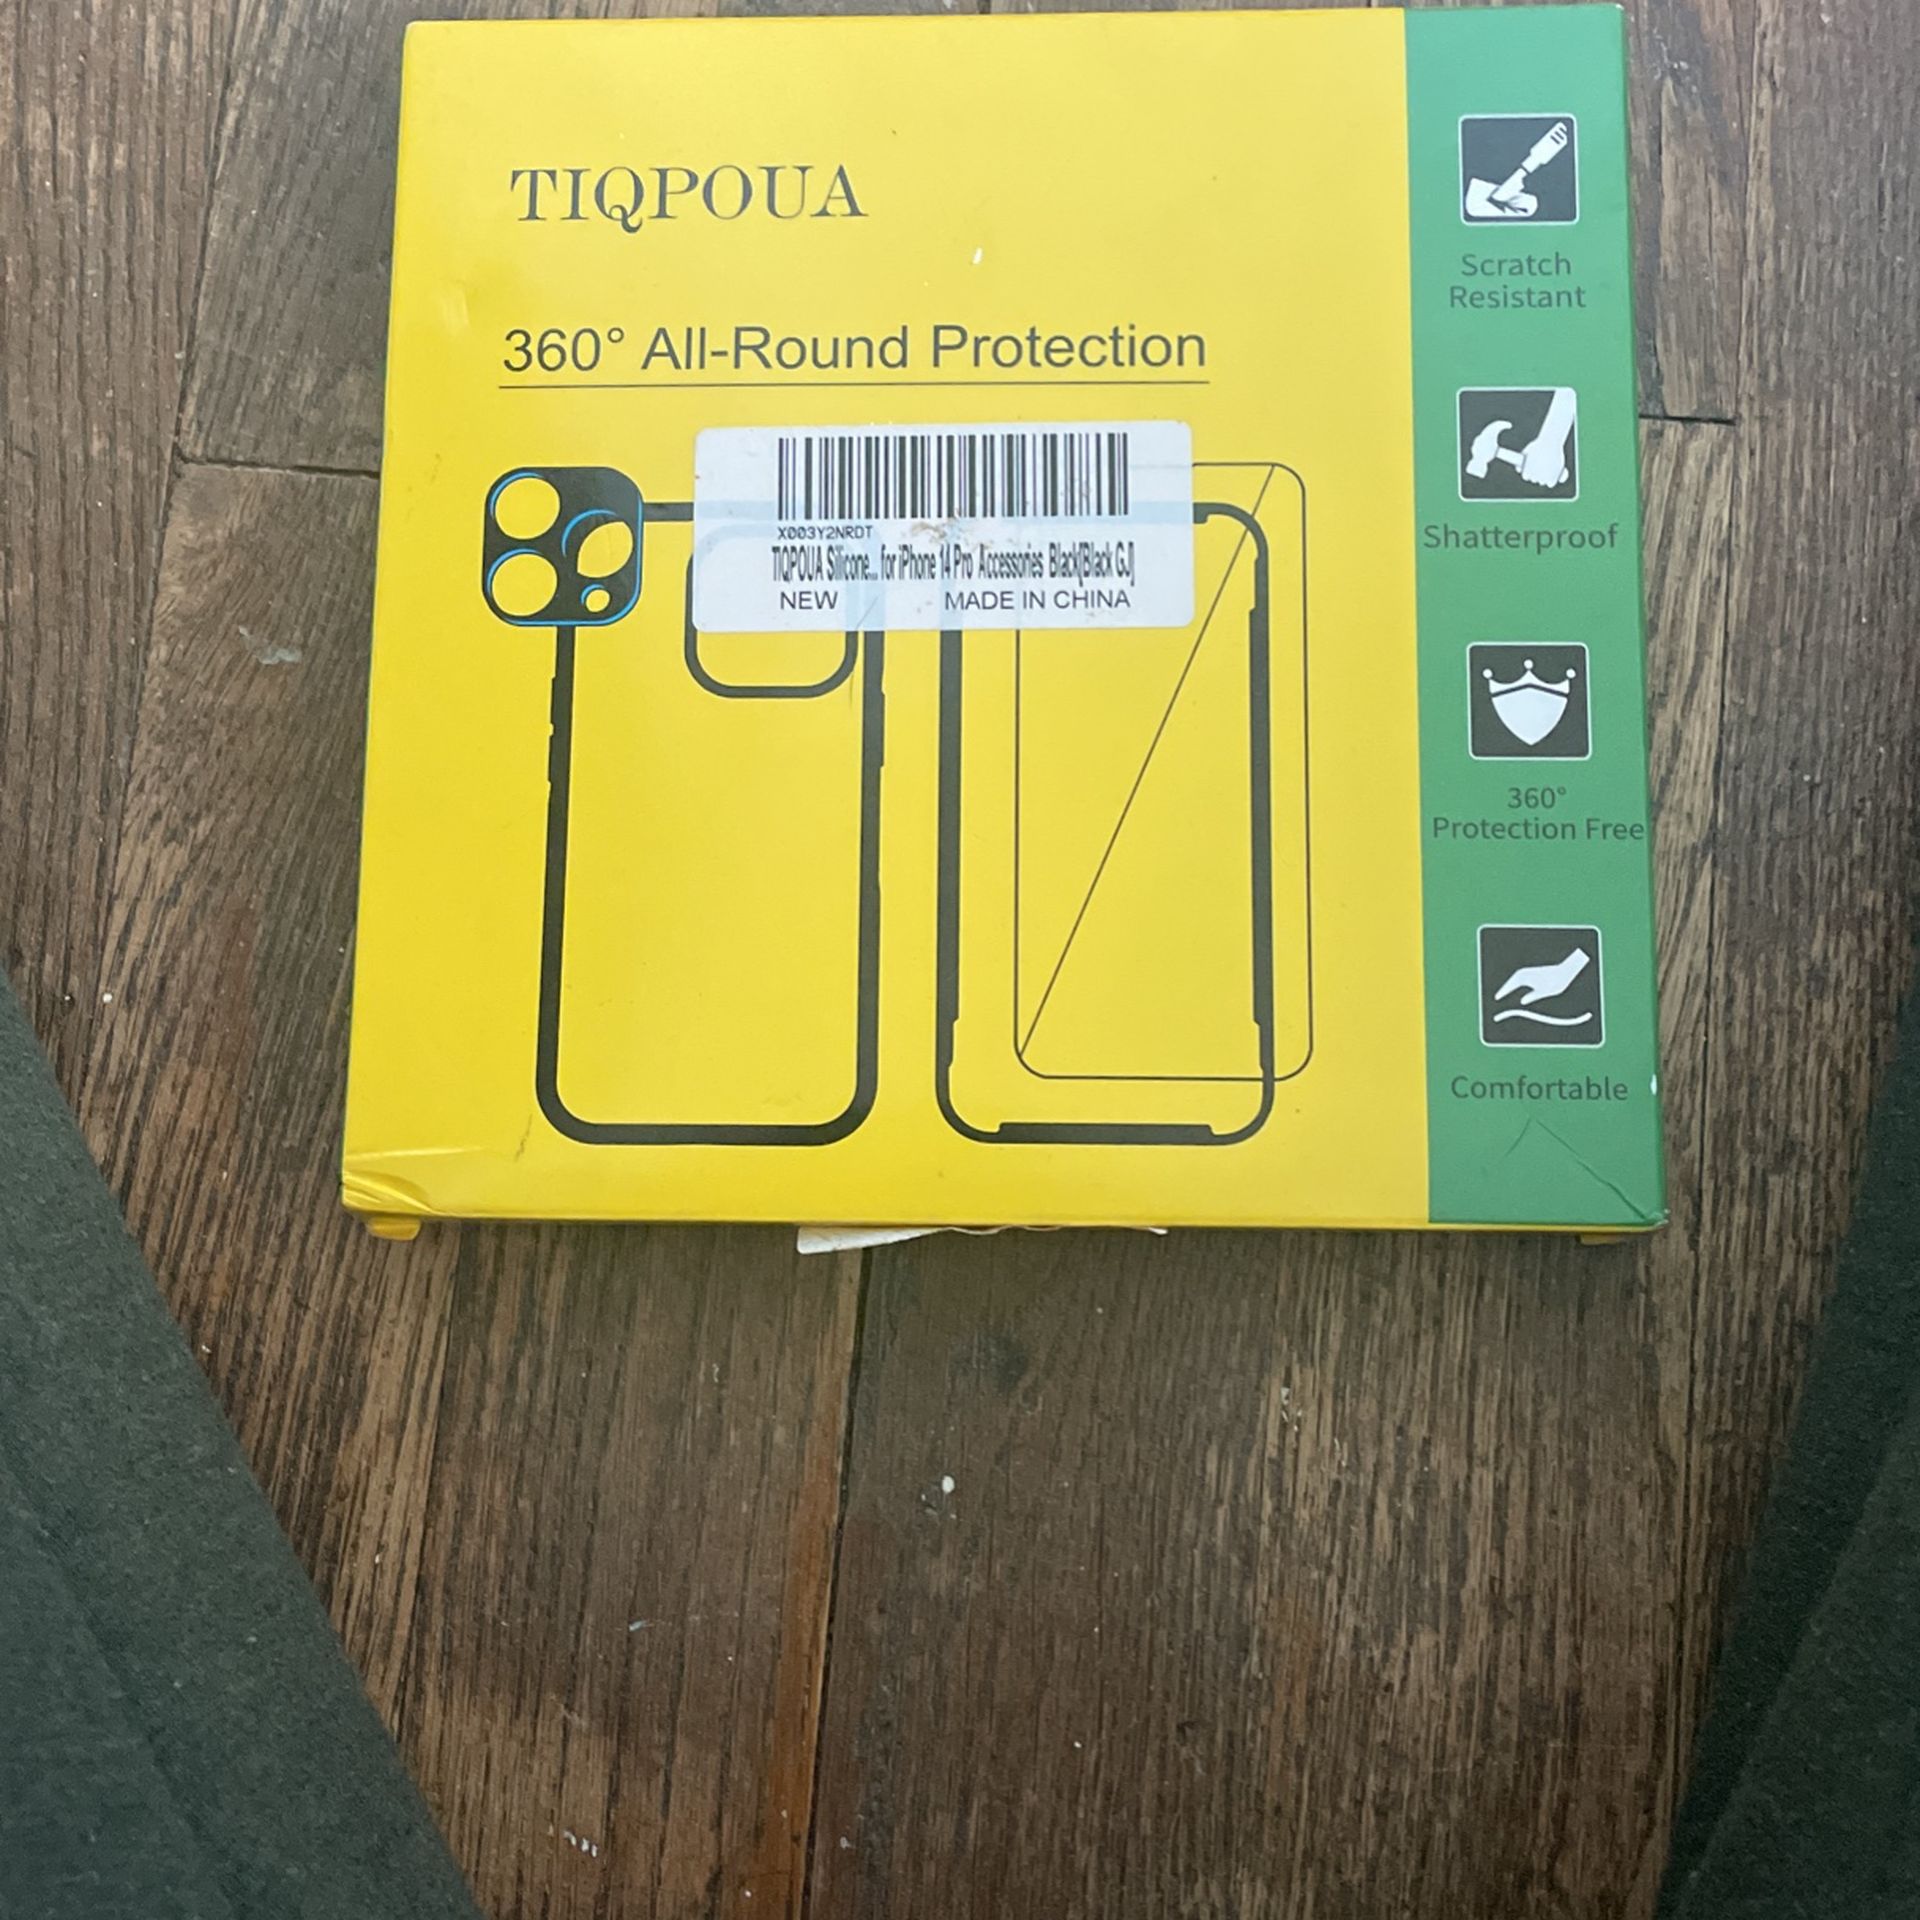 TIQPOUA
360° All-Round Protection
X003Y2NRDT
TIQPOUA Silicone... for iPhone 14 Pro Accessories Black[Black GJ]
NEW MADE IN CHINA
Scratch
Resistant
Shatterproof
360°
Protection Free
Comfortable